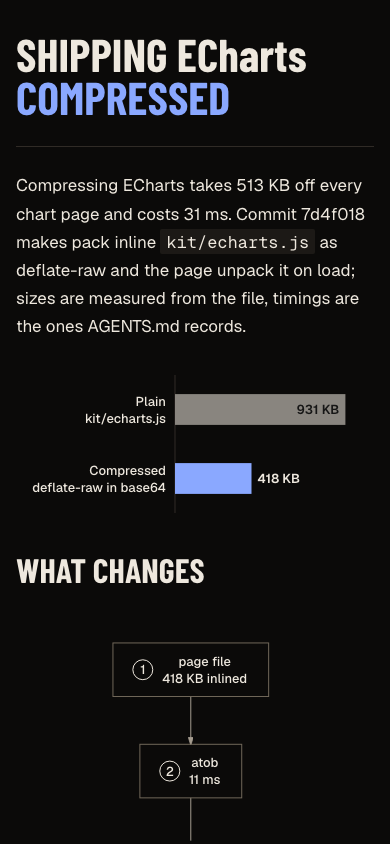 SHIPPING ECharts
COMPRESSED
Compressing ECharts takes 513 KB off every
chart page and costs 31 ms. Commit 7d4f018
makes pack inline kit/echarts.js as
deflate-raw and the page unpack it on load;
sizes are measured from the file, timings are
the ones AGENTS.md records.
Plain
kit/echarts.js
931 KB
Compressed
deflate-raw in base64
418 KB
WHAT CHANGES
1
page file
418 KB inlined
2
atob
11 ms